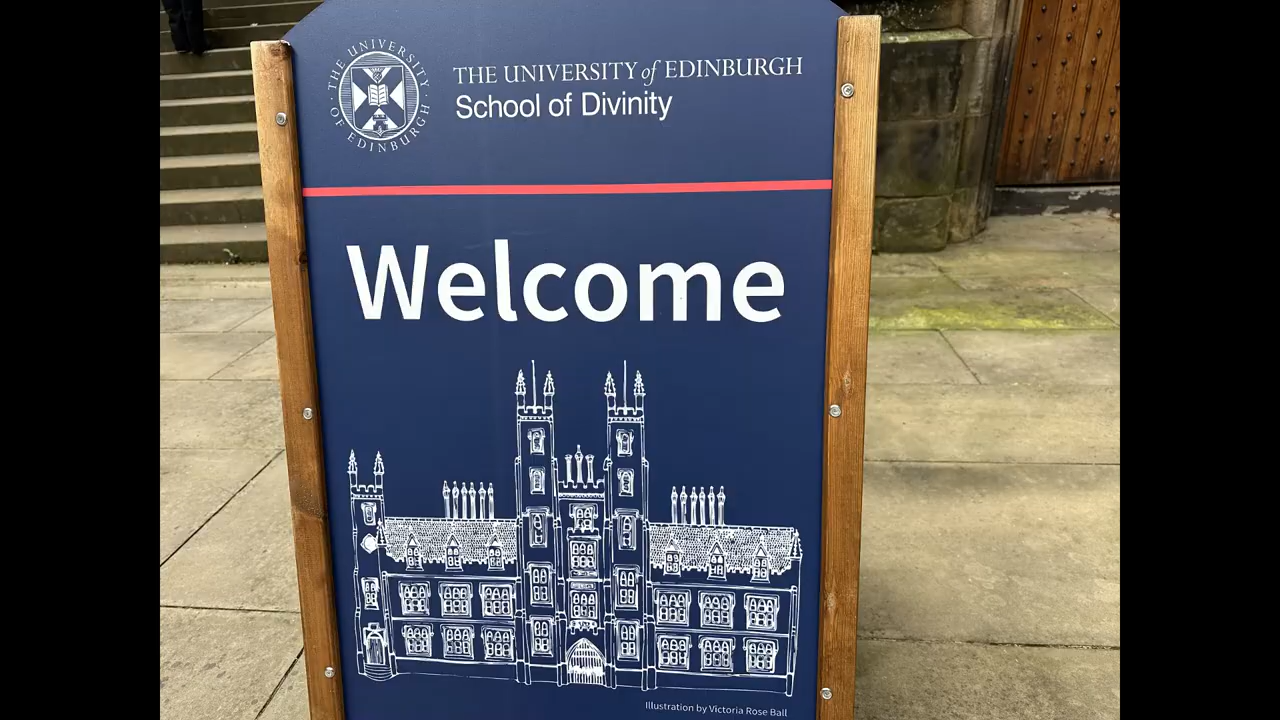 THE UNIVERSITY OF EDINBURGH
THE UNIVERSITY of EDINBURGH
School of Divinity
Welcome
Illustration by Victoria Rose Ball